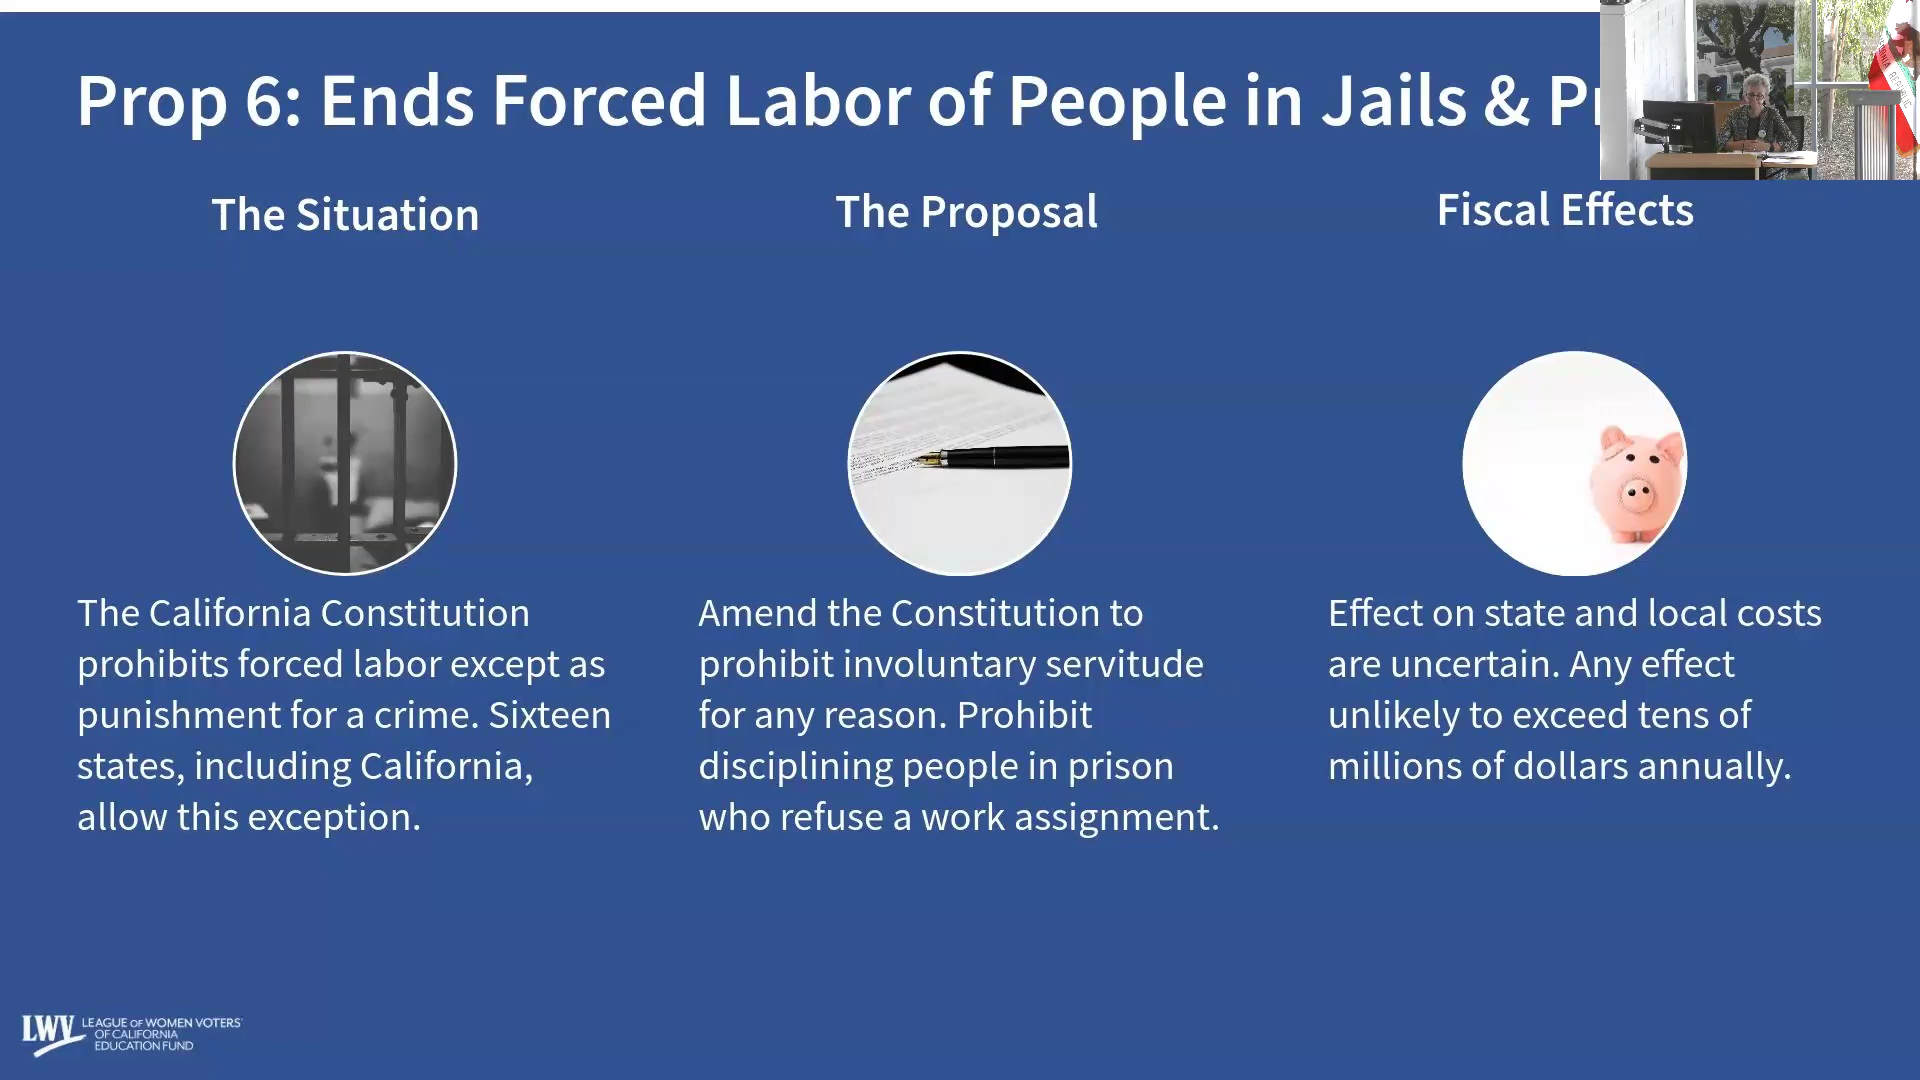 Prop 6: Ends Forced Labor of People in Jails &
The Situation
The Proposal
Fiscal Effects
The California Constitution
prohibits forced labor except as
punishment for a crime. Sixteen
states, including California,
allow this exception.
Amend the Constitution to
prohibit involuntary servitude
for any reason. Prohibit
disciplining people in prison
who refuse a work assignment.
Effect on state and local costs
are uncertain. Any effect
unlikely to exceed tens of
millions of dollars annually.
LWV LEAGUE OF WOMEN VOTERS
OF CALIFORNIA
EDUCATION FUND